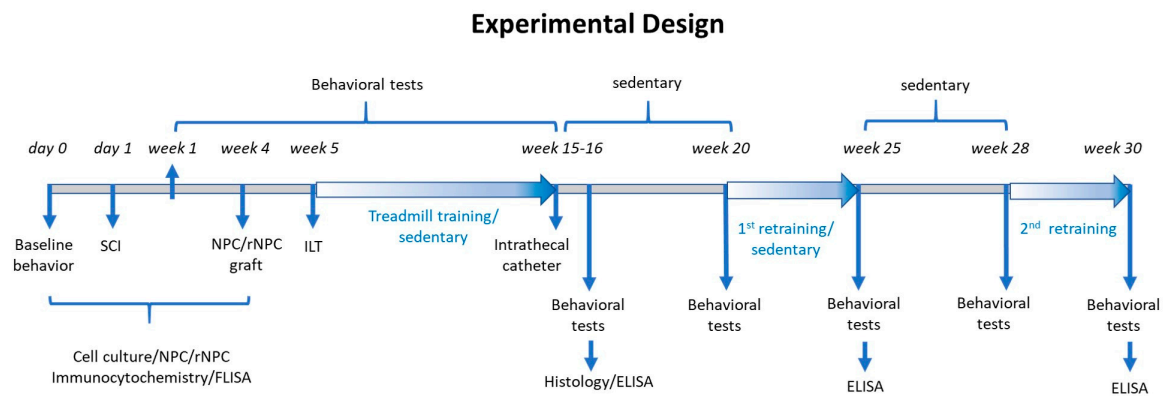 Experimental Design
Behavioral tests
sedentary
sedentary
day 0
day 1
week 1
week 4
week 5
week 15-16
week 20
week 25
week 28
week 30
Baseline
behavior
SCI
NPC/rNPC
graft
ILT
Treadmill training/
sedentary
Intrathecal
catheter
1st retraining/
sedentary
2nd retraining
Behavioral
tests
Behavioral
tests
Behavioral
tests
Behavioral
tests
Behavioral
tests
Cell culture/NPC/rNPC
Immunocytochemistry/FLISA
Histology/ELISA
ELISA
ELISA